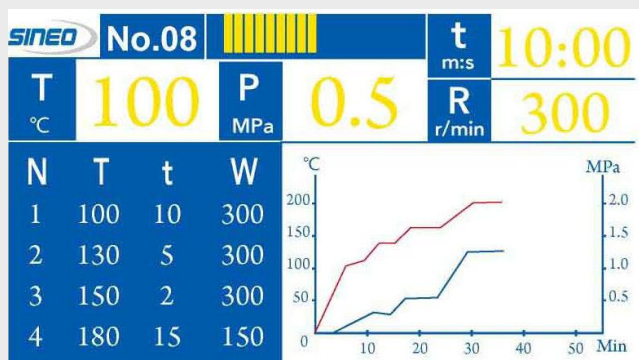 SINEO No.08 t m:s 10:00
T °C 100 P MPa 0.5 R r/min 300
N T t W
1 100 10 300
2 130 5 300
3 150 2 300
4 180 15 150
°C MPa
200 2.0
150 1.5
100 1.0
50 0.5
0 10 20 30 40 50 Min